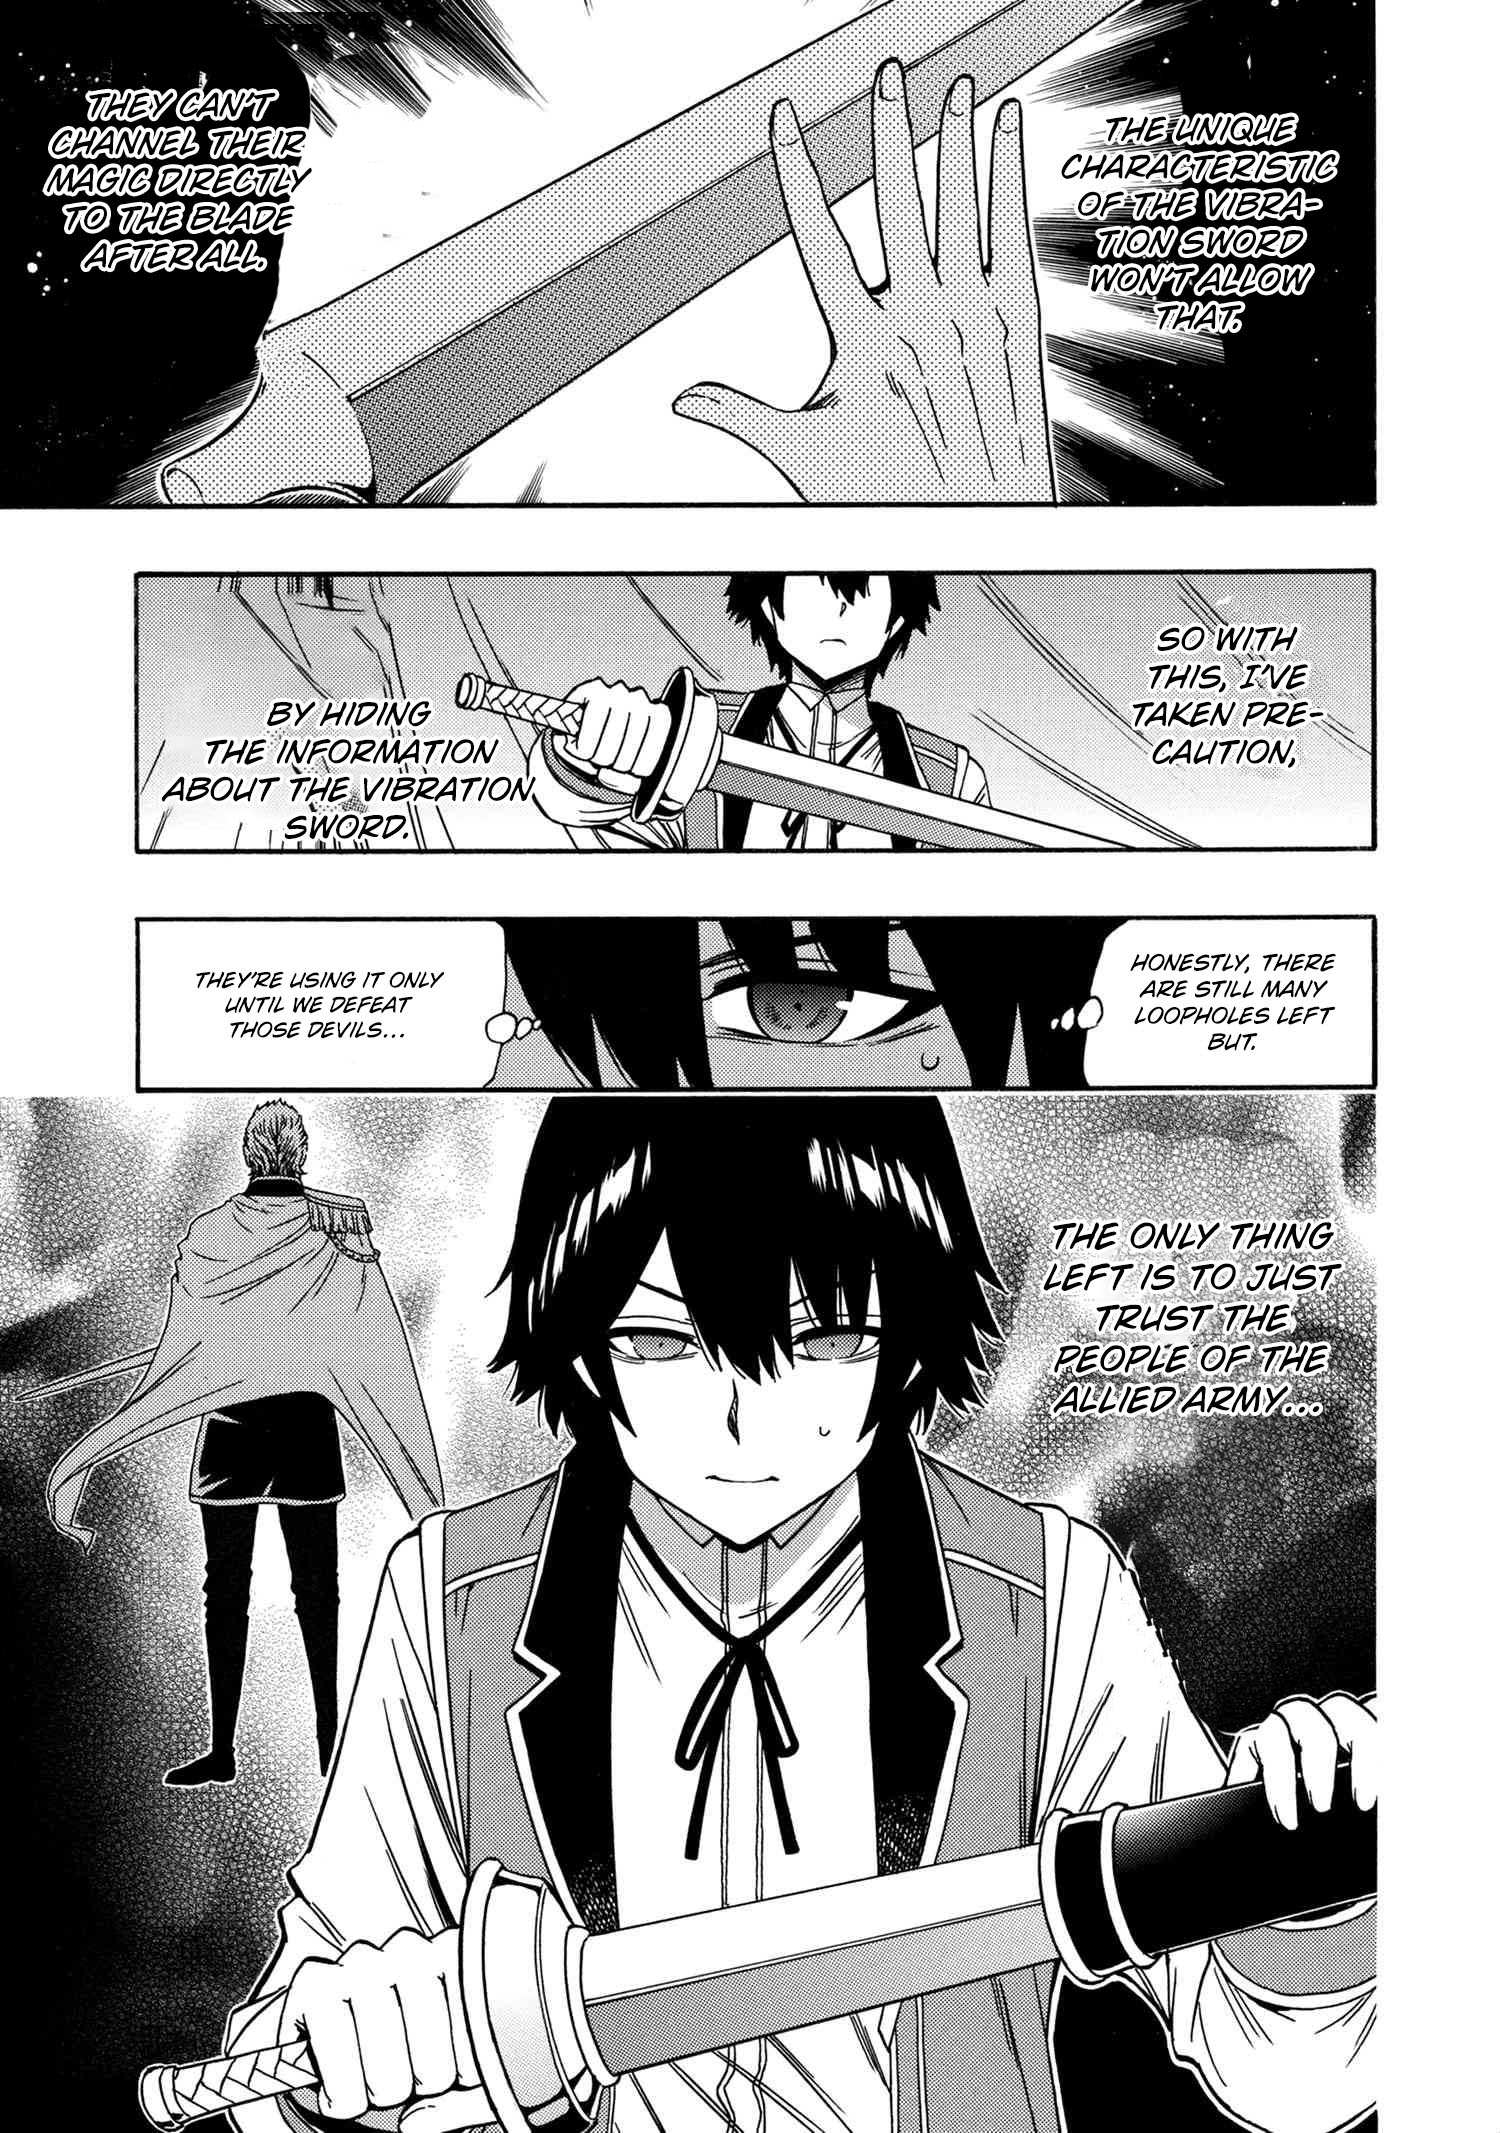 THE UNIQUE
CHARACTERISTIC
OF THE VIBRA-
TION SWORD
WON'T ALLOW
THAT.
THEY CAN'T
CHANNEL THEIR
MAGIC DIRECTLY
TO THE BLADE
AFTER ALL.
SO WITH
THIS, I'VE
TAKEN PRE-
CAUTION,
BY HIDING
THE INFORMATION
ABOUT THE VIBRATION
SWORD.
HONESTLY, THERE
ARE STILL MANY
LOOPHOLES LEFT
BUT.
THEY'RE USING IT ONLY
UNTIL WE DEFEAT
THOSE DEVILS...
THE ONLY THING
LEFT IS TO JUST
TRUST THE
PEOPLE OF THE
ALLIED ARMY...